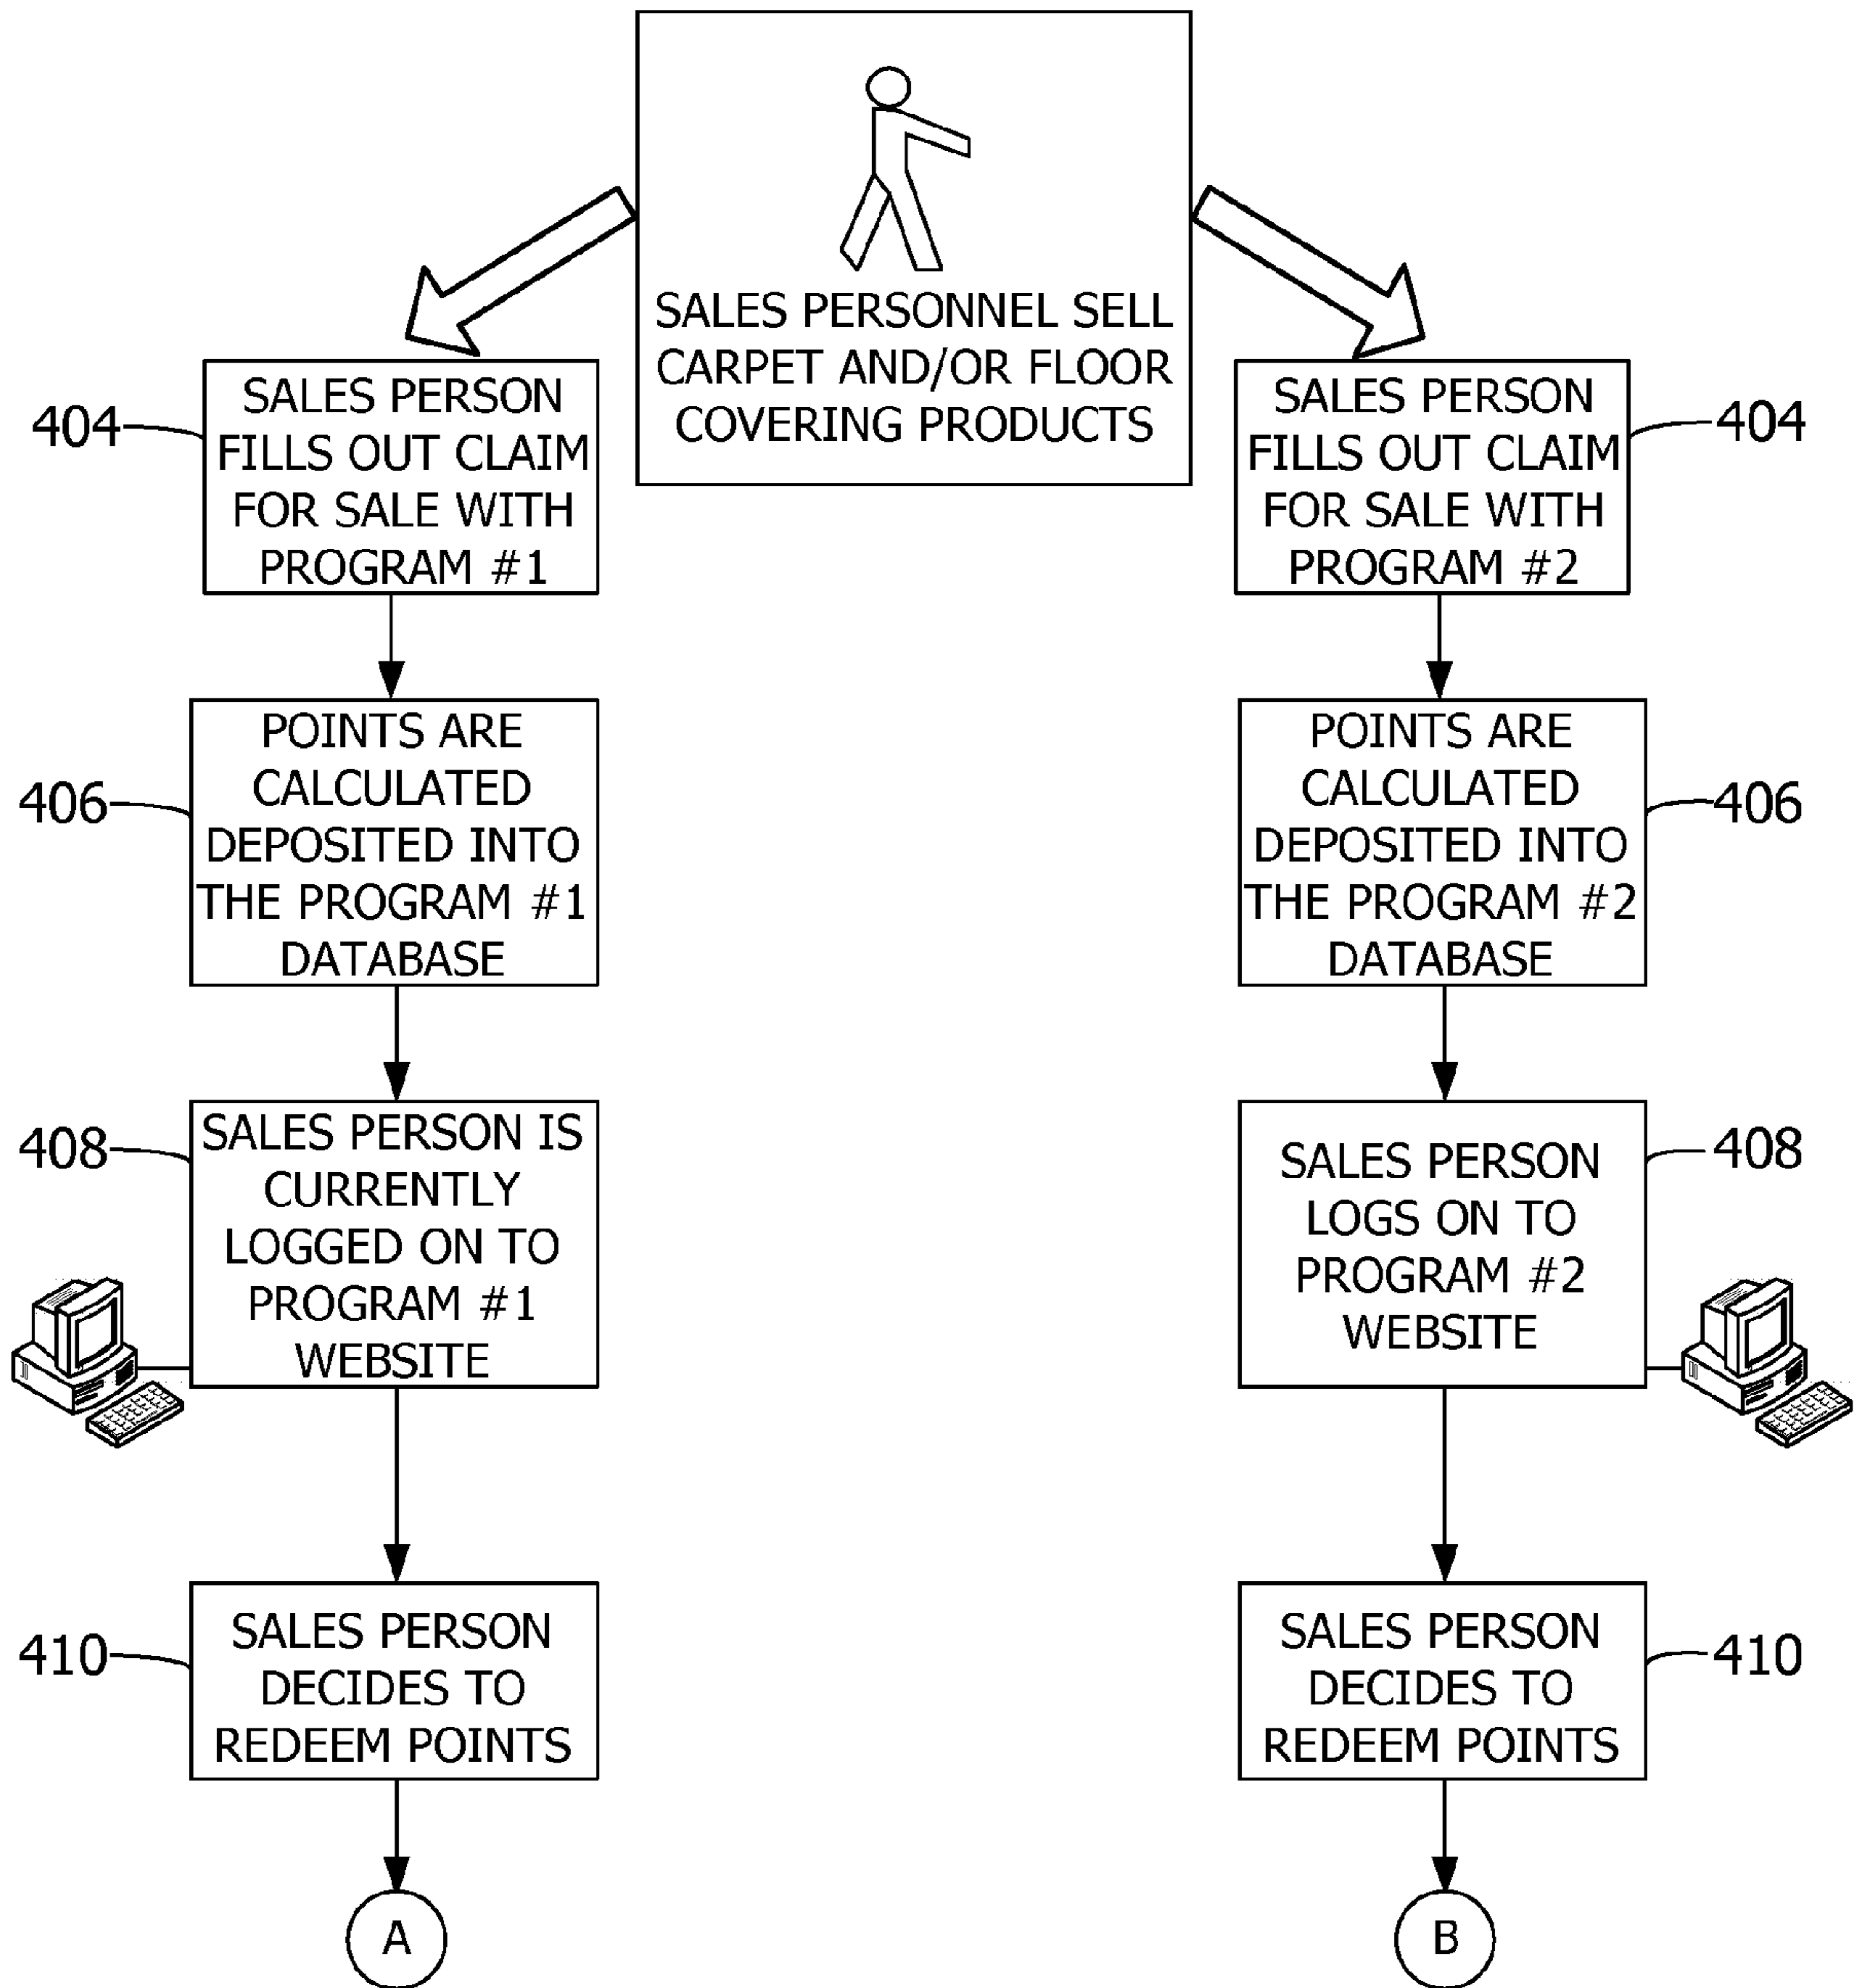 SALES PERSONNEL SELL
CARPET AND/OR FLOOR
COVERING PRODUCTS
404
SALES PERSON
FILLS OUT CLAIM
FOR SALE WITH
PROGRAM #1
SALES PERSON
FILLS OUT CLAIM
FOR SALE WITH
PROGRAM #2
404
406
POINTS ARE
CALCULATED
DEPOSITED INTO
THE PROGRAM #1
DATABASE
POINTS ARE
CALCULATED
DEPOSITED INTO
THE PROGRAM #2
DATABASE
406
408
SALES PERSON IS
CURRENTLY
LOGGED ON TO
PROGRAM #1
WEBSITE
SALES PERSON
LOGS ON TO
PROGRAM #2
WEBSITE
408
410
SALES PERSON
DECIDES TO
REDEEM POINTS
SALES PERSON
DECIDES TO
REDEEM POINTS
410
A
B